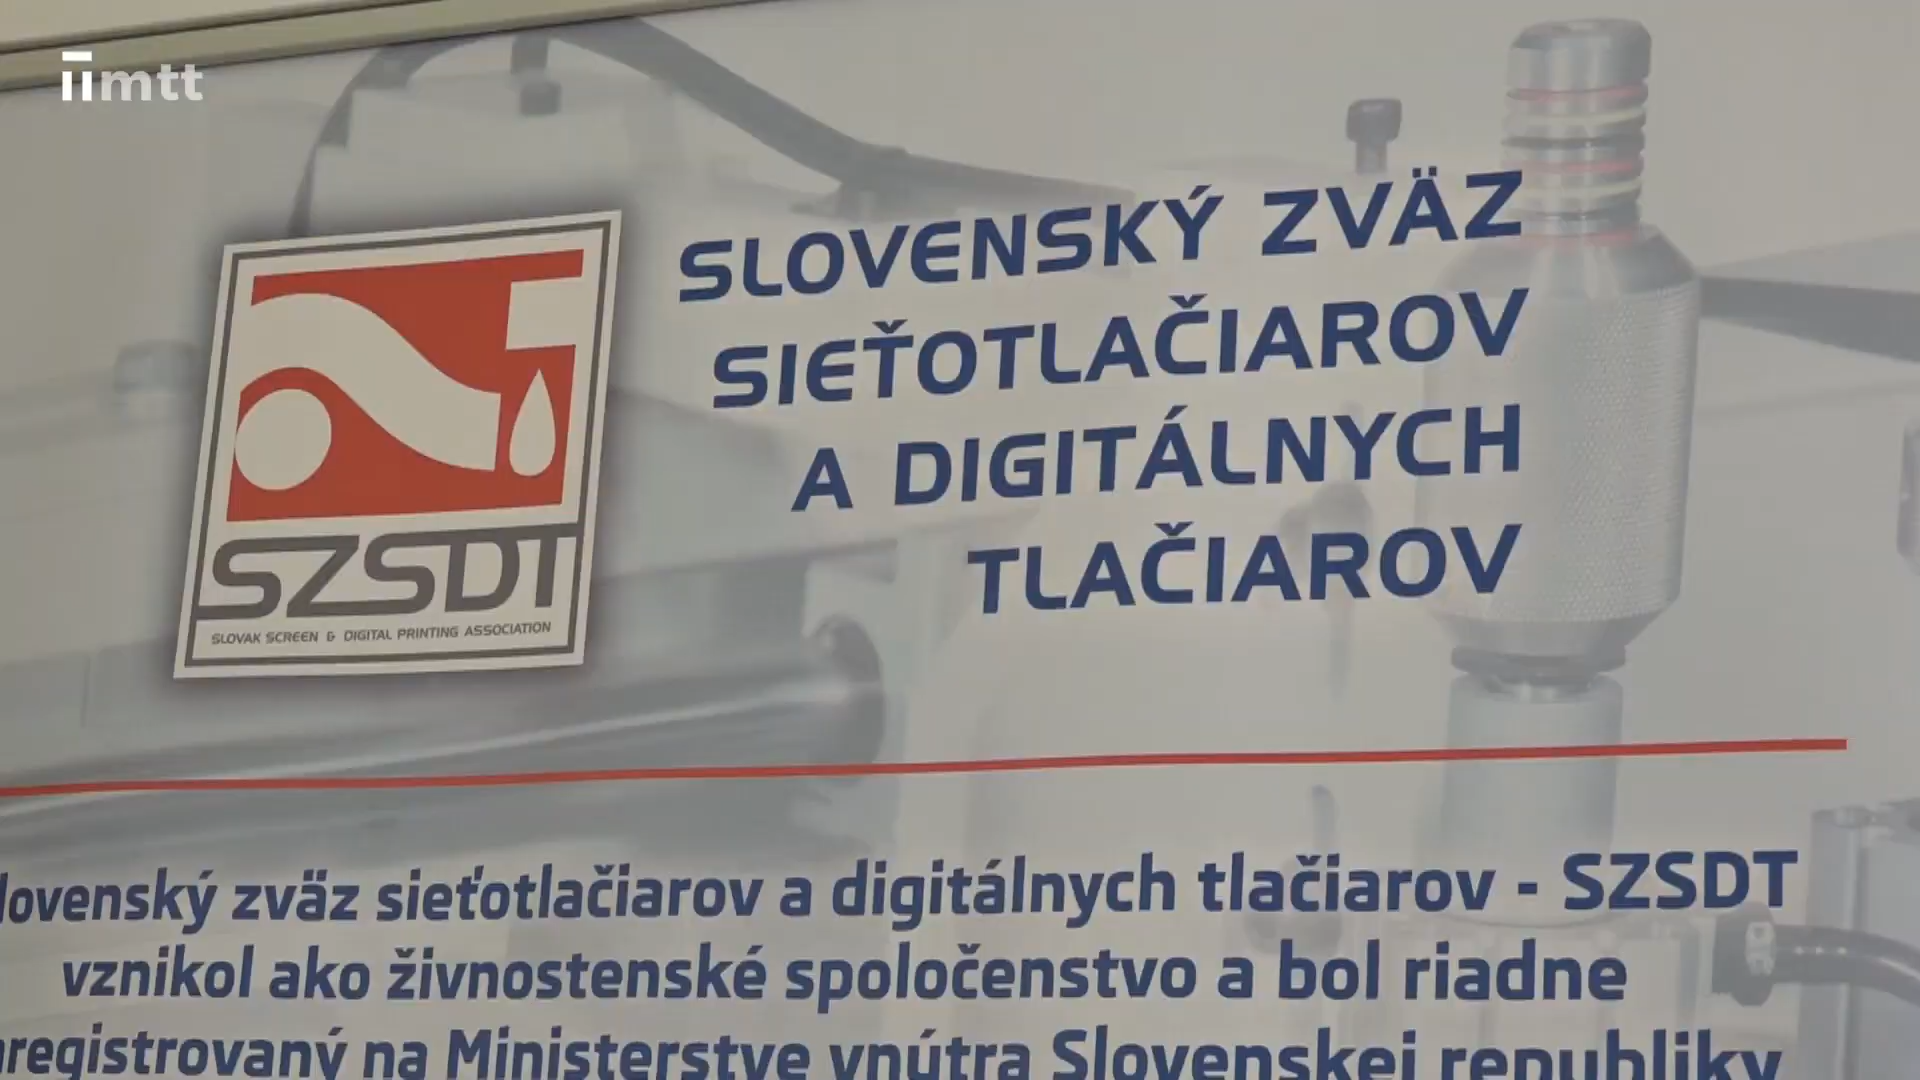 mtt
SLOVENSKÝ ZVÄZ
SIEŤOTLAČIAROV
A DIGITÁLNYCH
TLAČIAROV
SZSDT
SLOVAK SCREEN & DIGITAL PRINTING ASSOCIATION
lovenský zväz sieťotlačiarov a digitálnych tlačiarov - SZSDT
vznikol ako živnostenské spoločenstvo a bol riadne
aregistrovaný na Ministerstve vnútra Slovenskej republiky